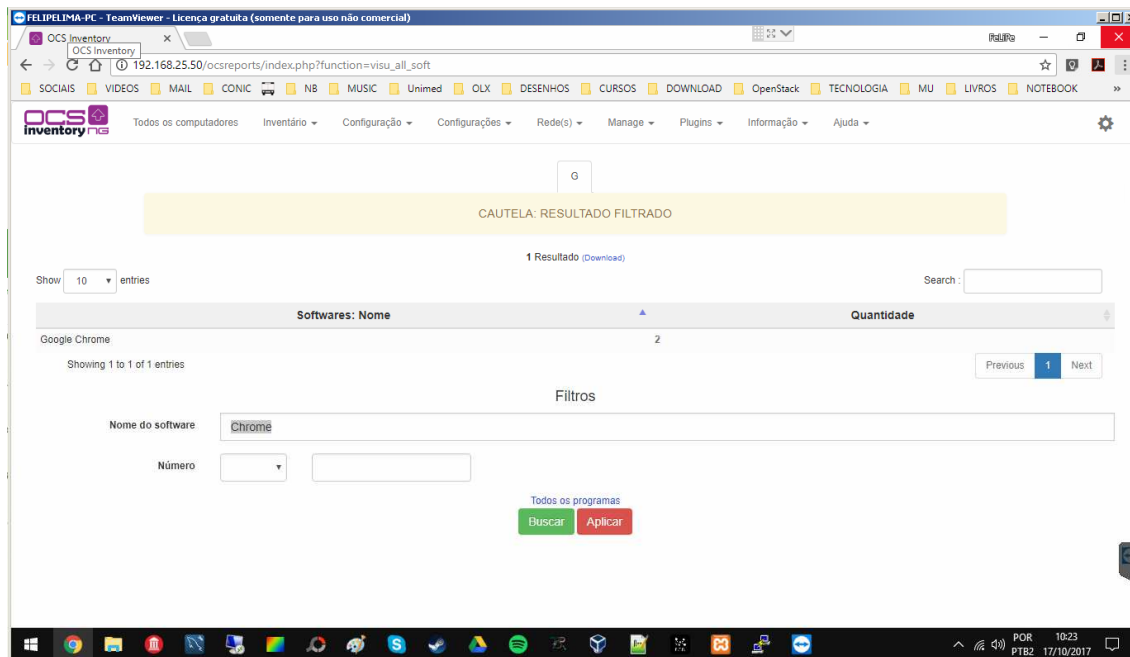 FELIPELIMA-PC - TeamViewer - Licença gratuita (somente para uso não comercial)
OCS Inventory
FeLiPe
OCS Inventory
192.168.25.50/ocsreports/index.php?function=visu_all_soft
SOCIAIS VIDEOS MAIL CONIC NB MUSIC Unimed OLX DESENHOS CURSOS DOWNLOAD OpenStack TECNOLOGIA MU LIVROS NOTEBOOK »
OCS inventory NG
Todos os computadores Inventário Configuração Configurações Rede(s) Manage Plugins Informação Ajuda
G
CAUTELA: RESULTADO FILTRADO
1 Resultado (Download)
Show 10 entries Search :
Softwares: Nome Quantidade
Google Chrome 2
Showing 1 to 1 of 1 entries Previous 1 Next
Filtros
Nome do software Chrome
Número
Todos os programas
Buscar Aplicar
POR 10:23
PTB2 17/10/2017